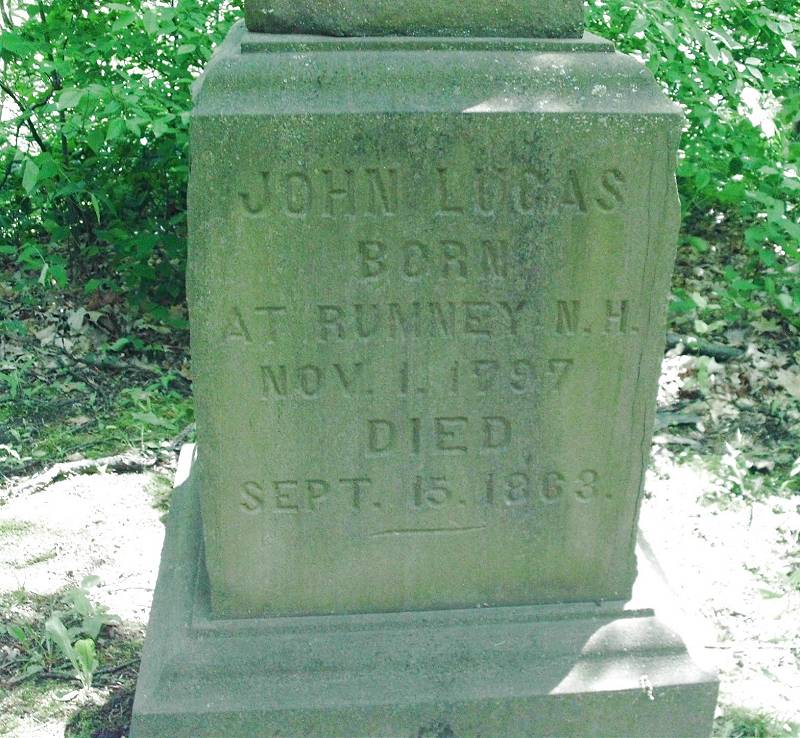 JOHN LUCAS
BORN
AT RUMNEY N.H.
NOV. 1. 1797
DIED
SEPT. 15. 1863.